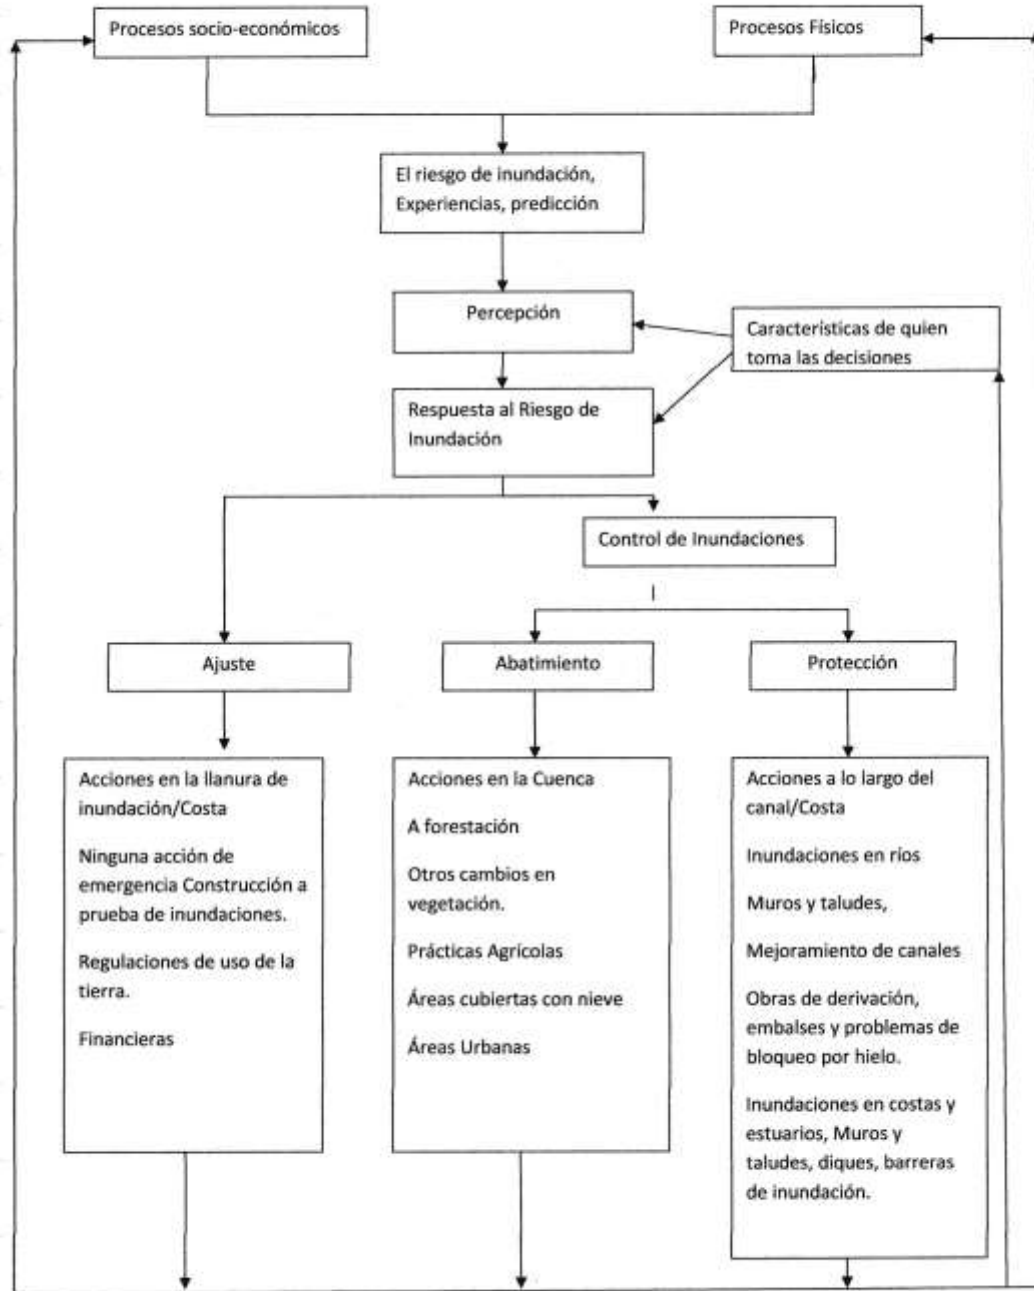 Procesos socio-económicos
Procesos Físicos
El riesgo de inundación,
Experiencias, predicción
Percepción
Características de quien
toma las decisiones
Respuesta al Riesgo de
Inundación
Control de Inundaciones
Ajuste
Abatimiento
Protección
Acciones en la llanura de
inundación/Costa
Ninguna acción de
emergencia Construcción a
prueba de inundaciones.
Regulaciones de uso de la
tierra.
Financieras
Acciones en la Cuenca
A forestación
Otros cambios en
vegetación.
Prácticas Agrícolas
Áreas cubiertas con nieve
Áreas Urbanas
Acciones a lo largo del
canal/Costa
Inundaciones en ríos
Muros y taludes,
Mejoramiento de canales
Obras de derivación,
embalses y problemas de
bloqueo por hielo.
Inundaciones en costas y
estuarios, Muros y
taludes, diques, barreras
de inundación.